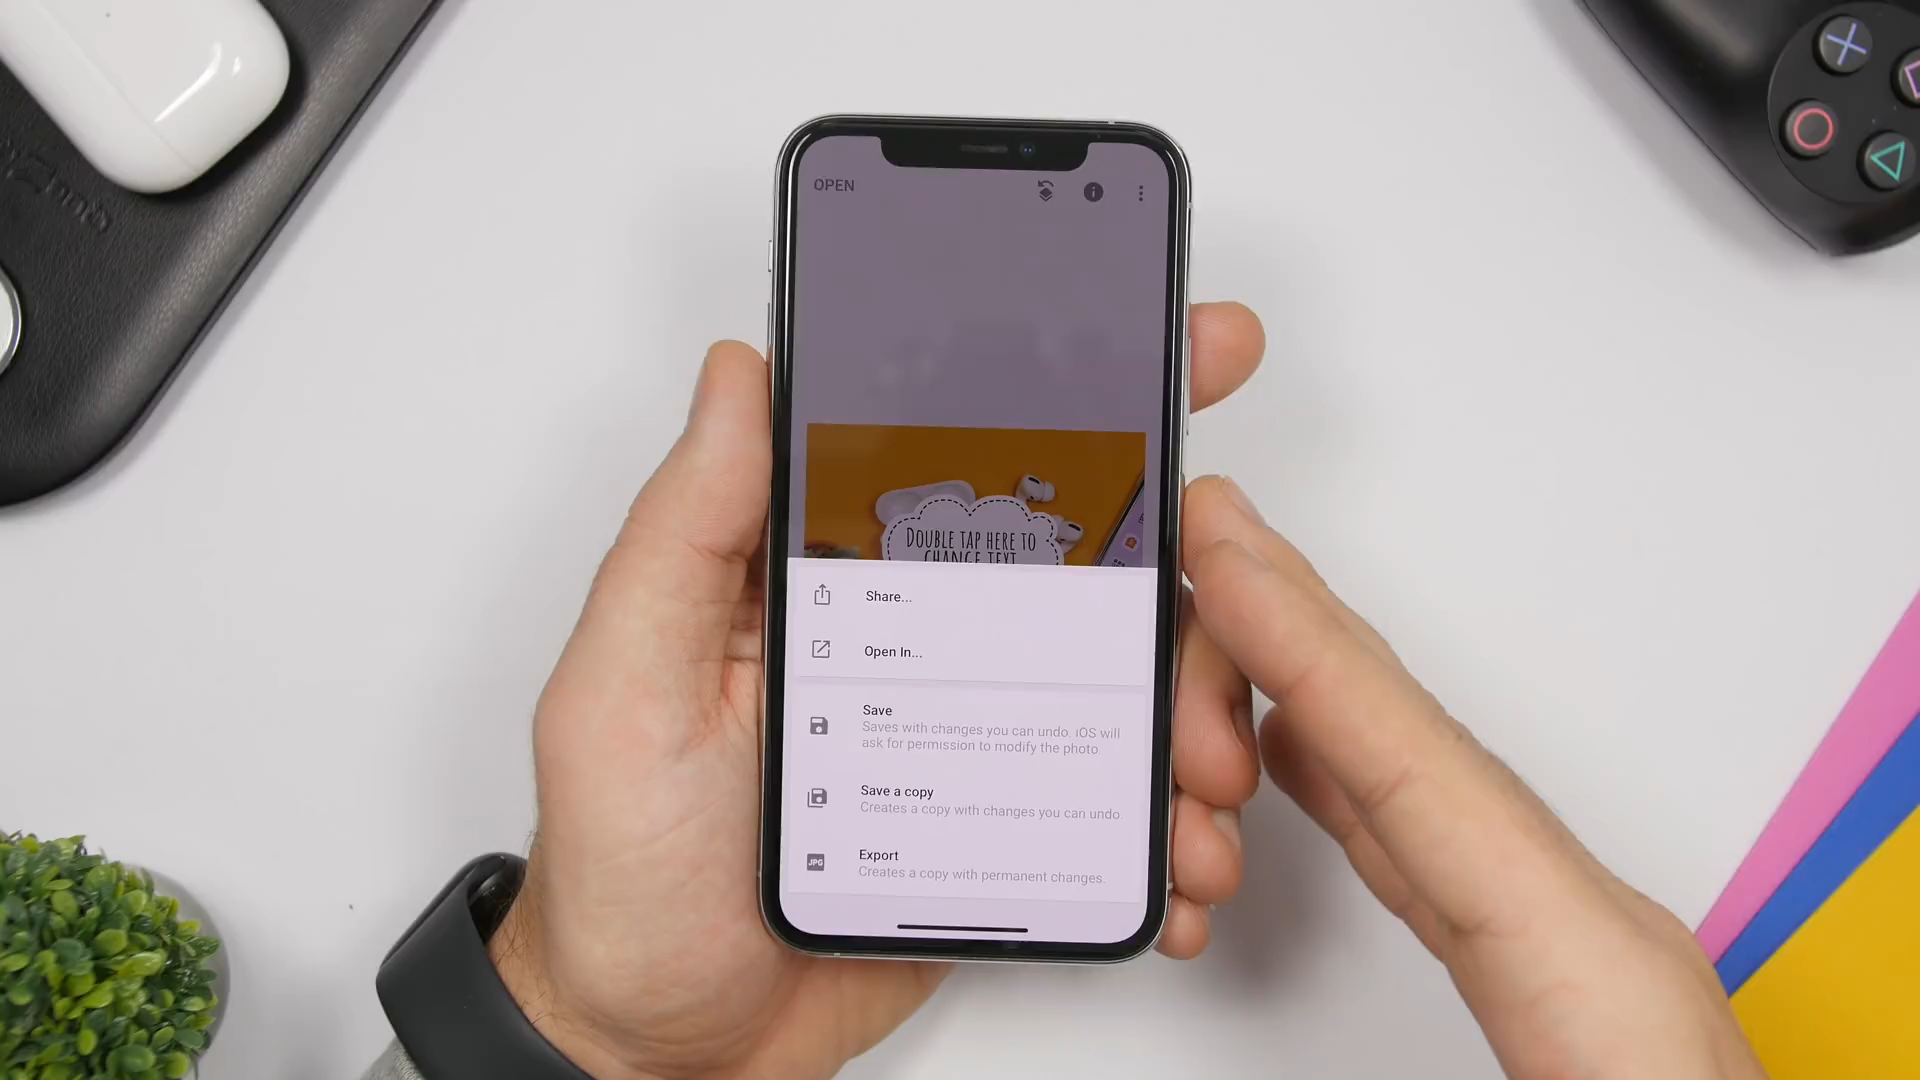 OPEN
DOUBLE TAP HERE TO
CHANGE TEXT
Share...
Open In...
Save
Saves with changes you can undo. iOS will
ask for permission to modify the photo.
Save a copy
Creates a copy with changes you can undo.
JPG
Export
Creates a copy with permanent changes.